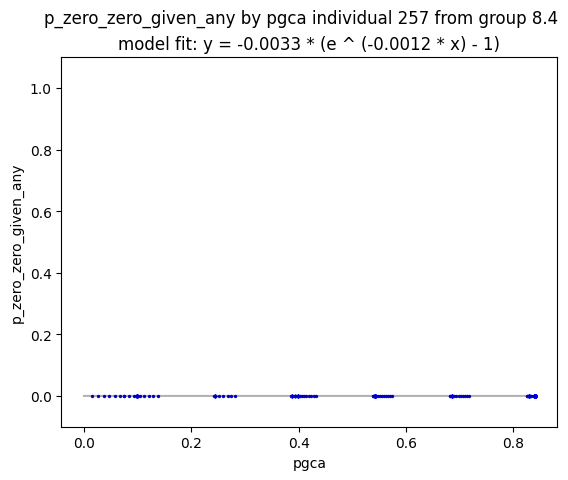 p_zero_zero_given_any by pgca individual 257 from group 8.4
model fit: y = -0.0033 * (e ^ (-0.0012 * x) - 1)
1.0
0.8
0.6
0.4
0.2
0.0
p_zero_zero_given_any
0.0 0.2 0.4 0.6 0.8
pgca